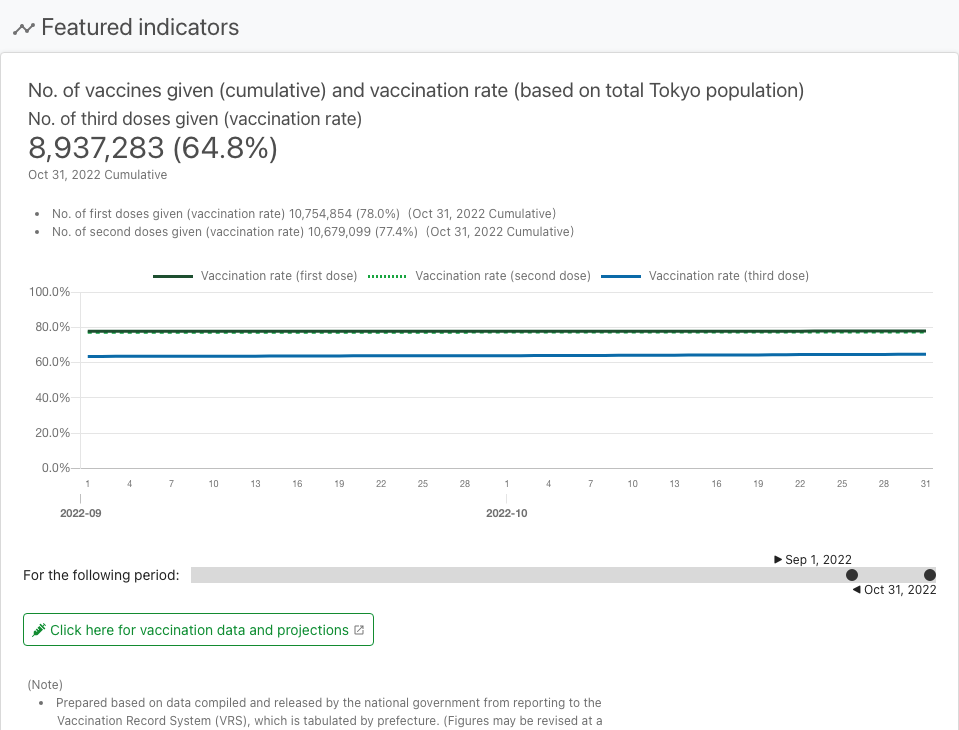 Featured indicators
No. of vaccines given (cumulative) and vaccination rate (based on total Tokyo population)
No. of third doses given (vaccination rate)
8,937,283 (64.8%)
Oct 31, 2022 Cumulative
No. of first doses given (vaccination rate) 10,754,854 (78.0%) (Oct 31, 2022 Cumulative)
No. of second doses given (vaccination rate) 10,679,099 (77.4%) (Oct 31, 2022 Cumulative)
Vaccination rate (first dose) Vaccination rate (second dose) Vaccination rate (third dose)
100.0%
80.0%
60.0%
40.0%
20.0%
0.0%
1 4 7 10 13 16 19 22 25 28 1 4 7 10 13 16 19 22 25 28 31
2022-09 2022-10
Sep 1, 2022
For the following period:
Oct 31, 2022
Click here for vaccination data and projections
(Note)
Prepared based on data compiled and released by the national government from reporting to the
Vaccination Record System (VRS), which is tabulated by prefecture. (Figures may be revised at a